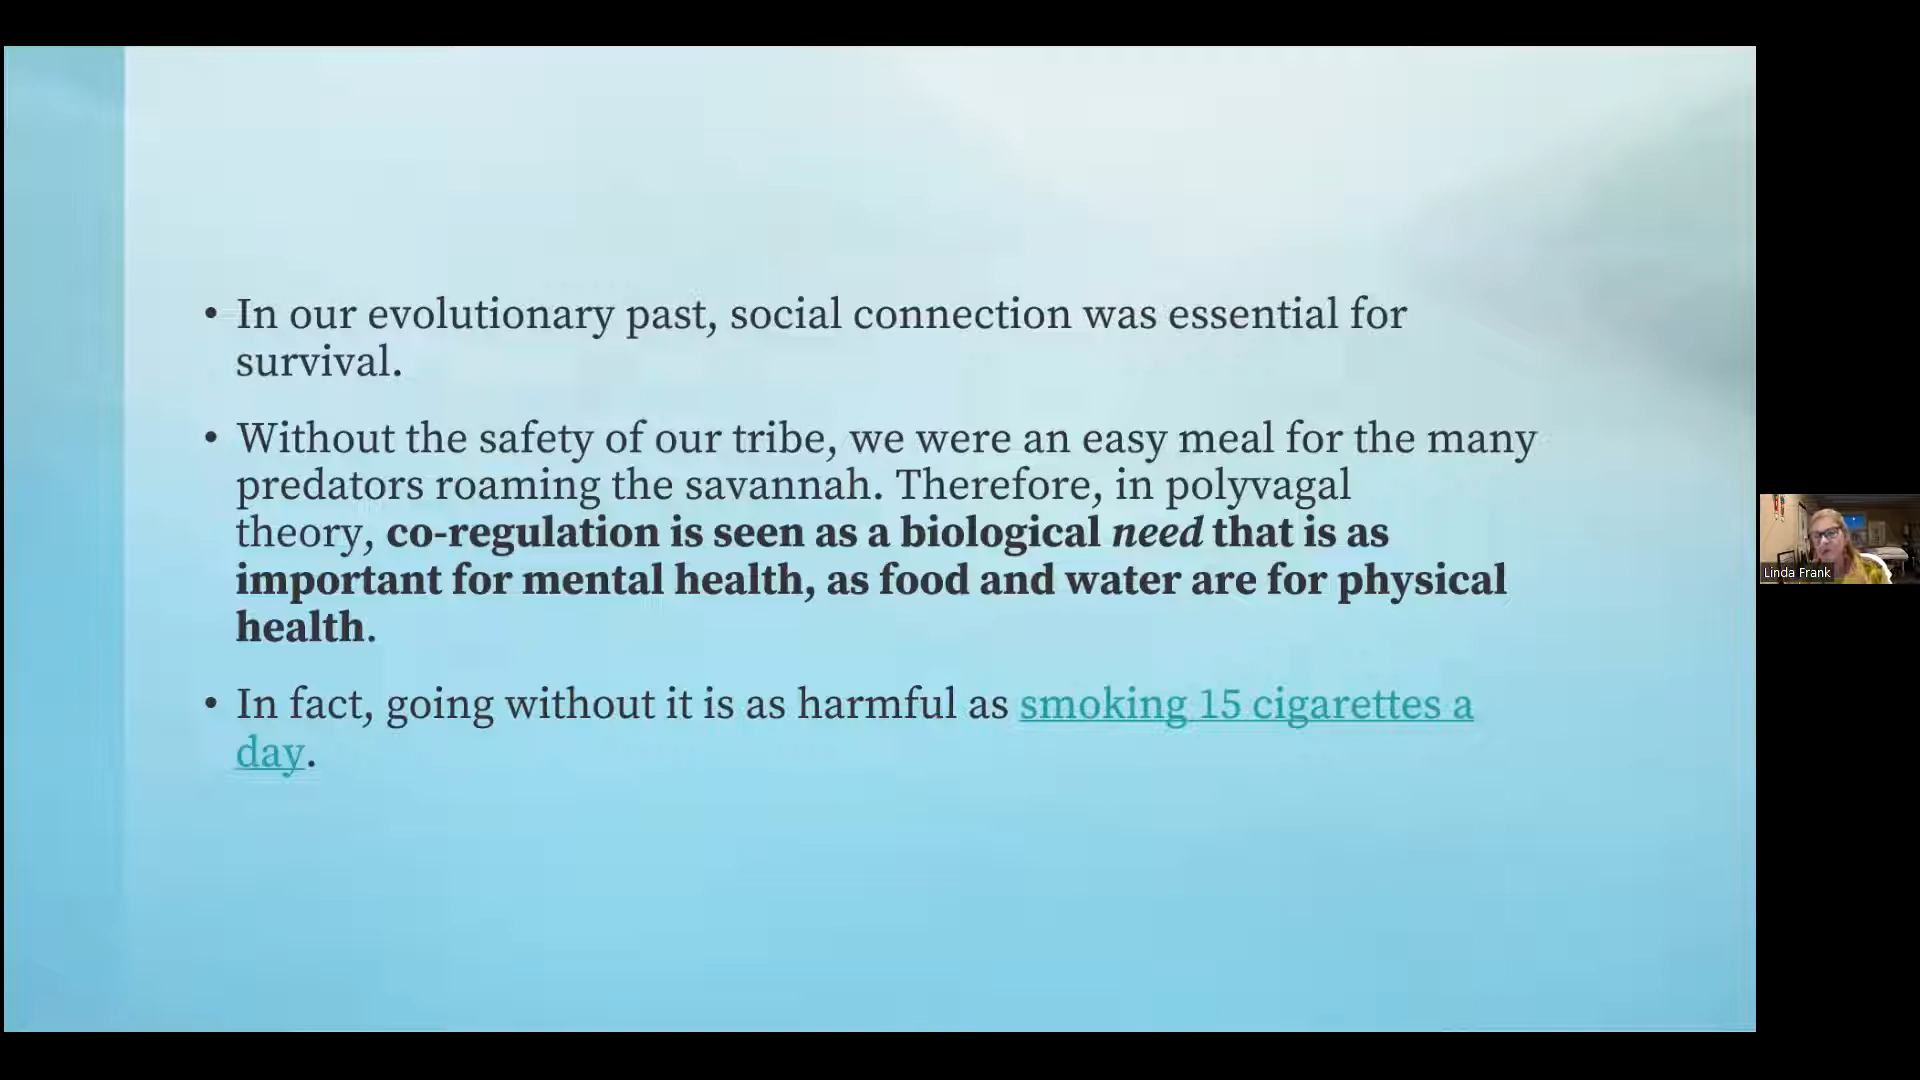 • In our evolutionary past, social connection was essential for
survival.
• Without the safety of our tribe, we were an easy meal for the many
predators roaming the savannah. Therefore, in polyvagal
theory, co-regulation is seen as a biological need that is as
important for mental health, as food and water are for physical
health.
• In fact, going without it is as harmful as smoking 15 cigarettes a
day.
Linda Frank